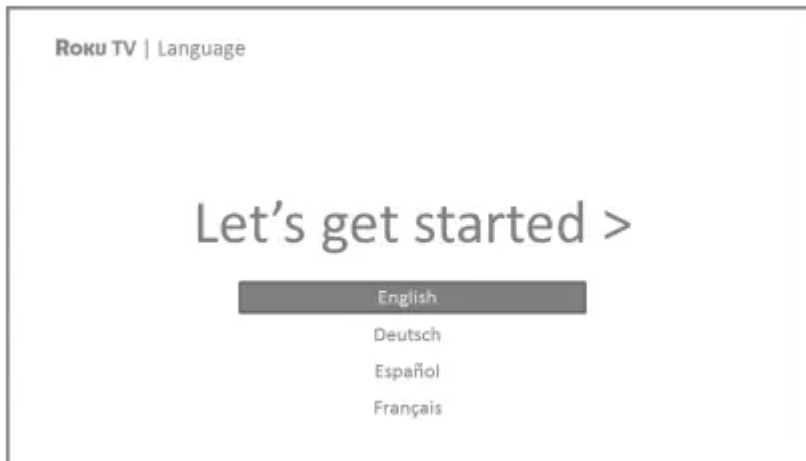 Roku TV | Language
Let's get started >
English
Deutsch
Español
Français